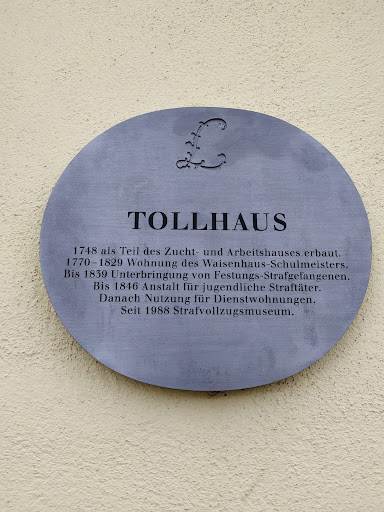 L
TOLLHAUS
1748 als Teil des Zucht- und Arbeitshauses erbaut.
1770–1829 Wohnung des Waisenhaus-Schulmeisters.
Bis 1839 Unterbringung von Festungs-Strafgefangenen.
Bis 1846 Anstalt für jugendliche Straftäter.
Danach Nutzung für Dienstwohnungen.
Seit 1988 Strafvollzugsmuseum.